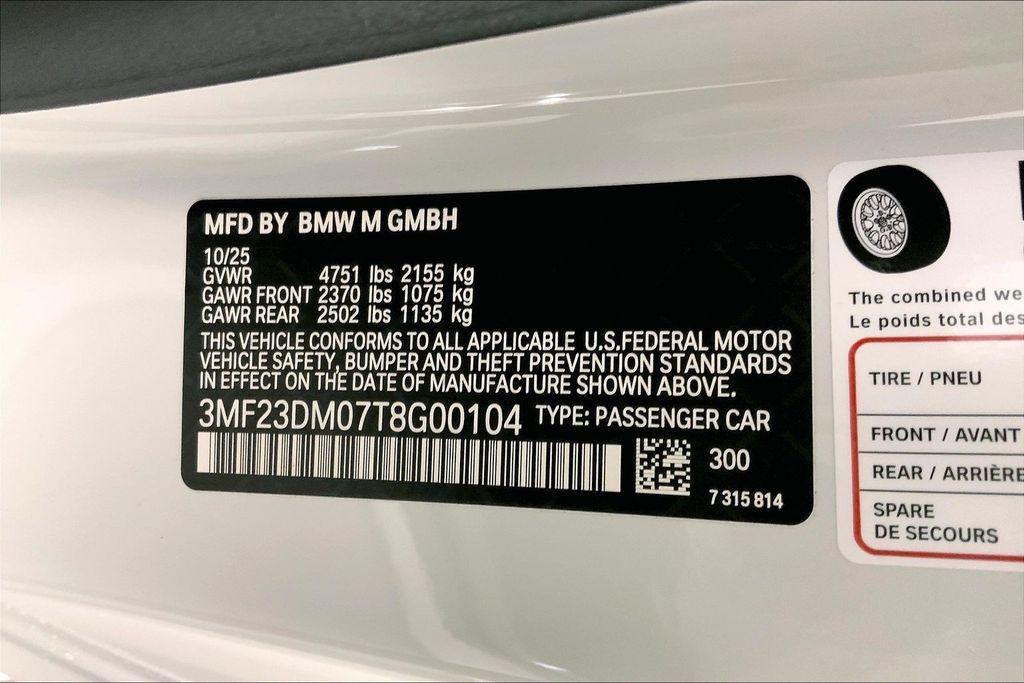 MFD BY BMW M GMBH
10/25
GVWR 4751 lbs 2155 kg
GAWR FRONT 2370 lbs 1075 kg
GAWR REAR 2502 lbs 1135 kg
THIS VEHICLE CONFORMS TO ALL APPLICABLE U.S.FEDERAL MOTOR
VEHICLE SAFETY, BUMPER AND THEFT PREVENTION STANDARDS
IN EFFECT ON THE DATE OF MANUFACTURE SHOWN ABOVE.
3MF23DM07T8G00104 TYPE: PASSENGER CAR
300
7 315 814
The combined we
Le poids total des
TIRE / PNEU
FRONT / AVANT
REAR / ARRIÈRE
SPARE
DE SECOURS